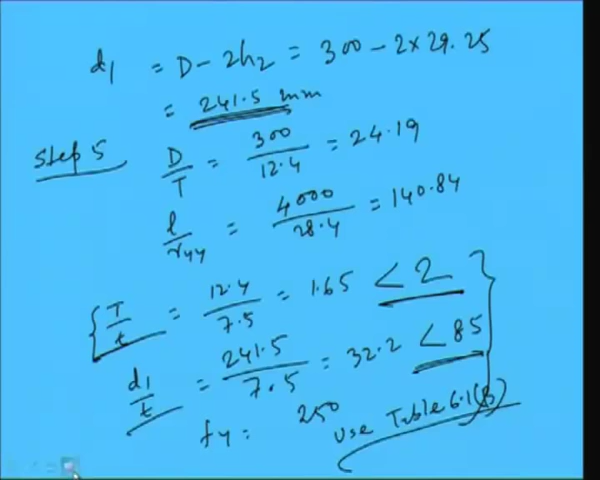 d1 = D - 2h2 = 300 - 2×29.25
= 241.5 mm
Step 5
D/T = 300/12.4 = 24.19
l/ryy = 4000/28.4 = 140.84
T/t = 12.4/7.5 = 1.65 < 2
d1/t = 241.5/7.5 = 32.2 < 85
fy = 250
use Table 6.1(B)